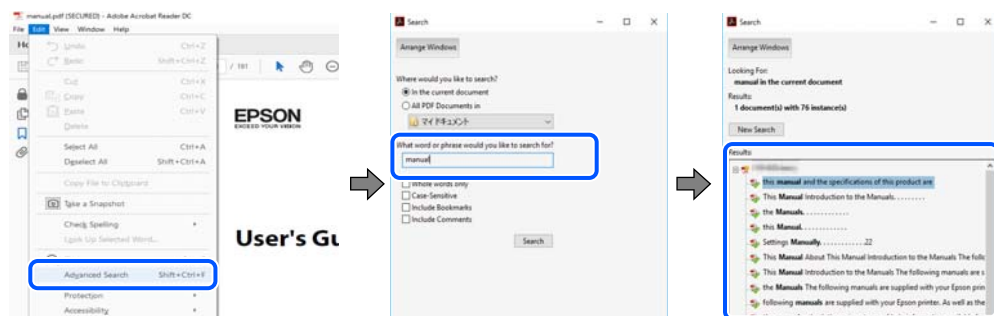 manual.pdf (SECURED) - Adobe Acrobat Reader DC
File Edit View Window Help
Undo Ctrl+Z
Redo Shift+Ctrl+Z
Cut Ctrl+X
Copy Ctrl+C
Paste Ctrl+V
Delete
Select All Ctrl+A
Deselect All Shift+Ctrl+A
Copy File to Clipboard
Take a Snapshot
Check Spelling
Look Up Selected Word...
Advanced Search Shift+Ctrl+F
Protection
Accessibility
/ 191
EPSON
EXCEED YOUR VISION
User's Gu
Search
Arrange Windows
Where would you like to search?
In the current document
All PDF Documents in
マイ ドキュメント
What word or phrase would you like to search for?
manual
Whole words only
Case-Sensitive
Include Bookmarks
Include Comments
Search
Search
Arrange Windows
Looking For:
manual in the current document
Results:
1 document(s) with 76 instance(s)
New Search
Results:
this manual and the specifications of this product are
This Manual Introduction to the Manuals. . . . . . . . .
the Manuals. . . . . . . . . . . . .
this Manual. . . . . . . . . . . . .
Settings Manually. . . . . . . . . . . . .22
This Manual About This Manual Introduction to the Manuals The follo
This Manual Introduction to the Manuals The following manuals are s
the Manuals The following manuals are supplied with your Epson prin
following manuals are supplied with your Epson printer. As well as the